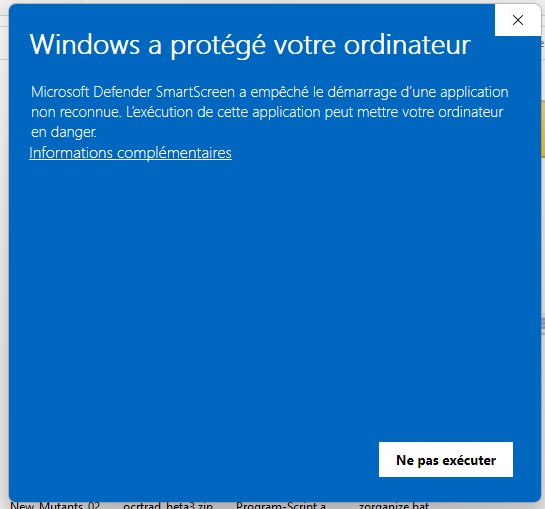 Windows a protégé votre ordinateur
Microsoft Defender SmartScreen a empêché le démarrage d’une application
non reconnue. L’exécution de cette application peut mettre votre ordinateur
en danger.
Informations complémentaires
Ne pas exécuter
New_Mutants_02 ocrtrad_beta3.zip Program-Script a zorganize.bat